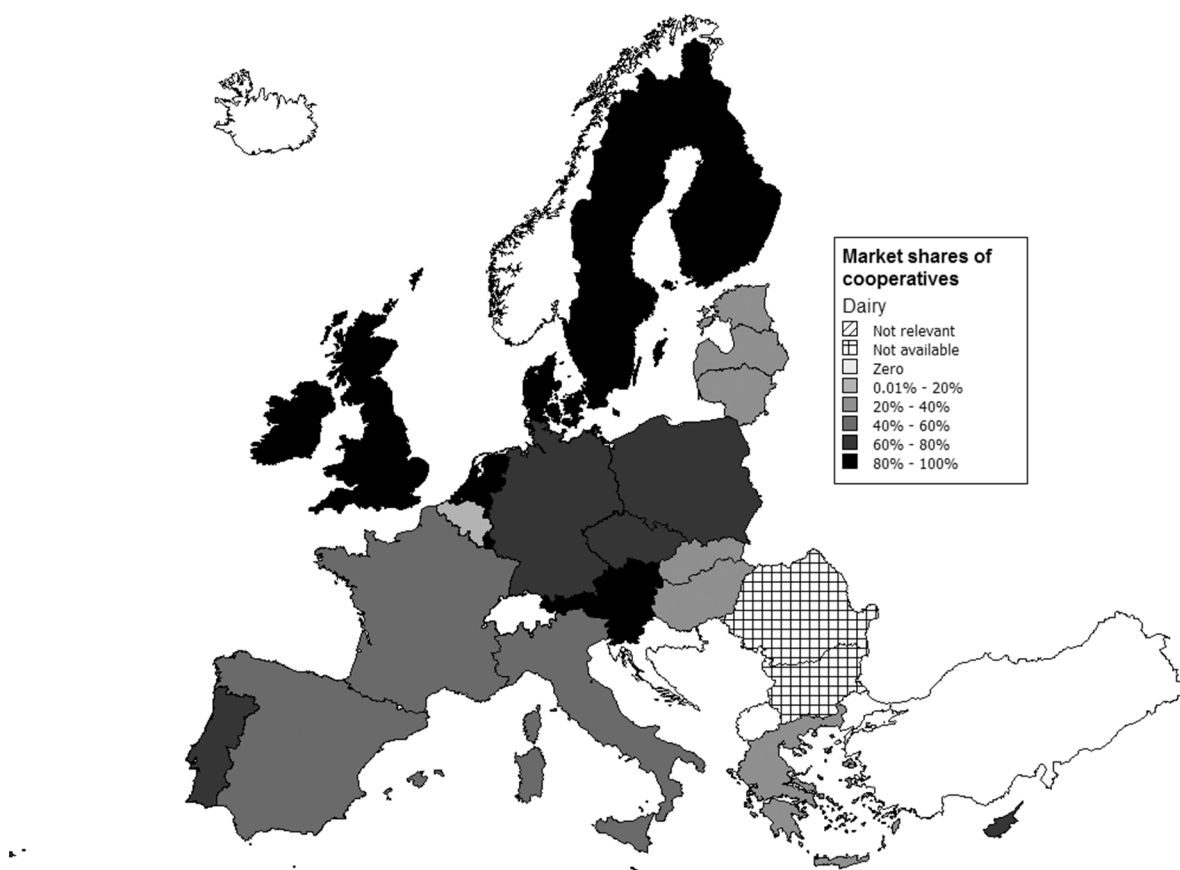 Market shares of
cooperatives
Dairy
Not relevant
Not available
Zero
0.01% - 20%
20% - 40%
40% - 60%
60% - 80%
80% - 100%